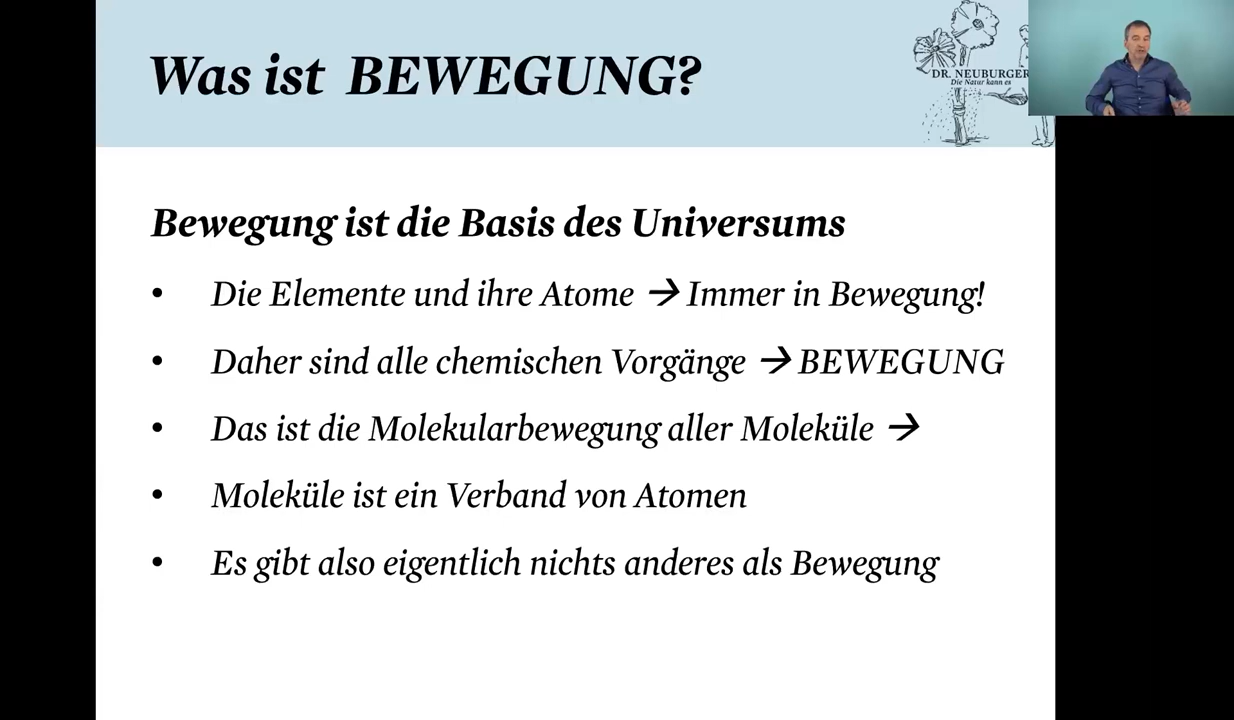 Was ist BEWEGUNG?
DR. NEUBURGER
Die Natur kann es
Bewegung ist die Basis des Universums
• Die Elemente und ihre Atome → Immer in Bewegung!
• Daher sind alle chemischen Vorgänge → BEWEGUNG
• Das ist die Molekularbewegung aller Moleküle →
• Moleküle ist ein Verband von Atomen
• Es gibt also eigentlich nichts anderes als Bewegung